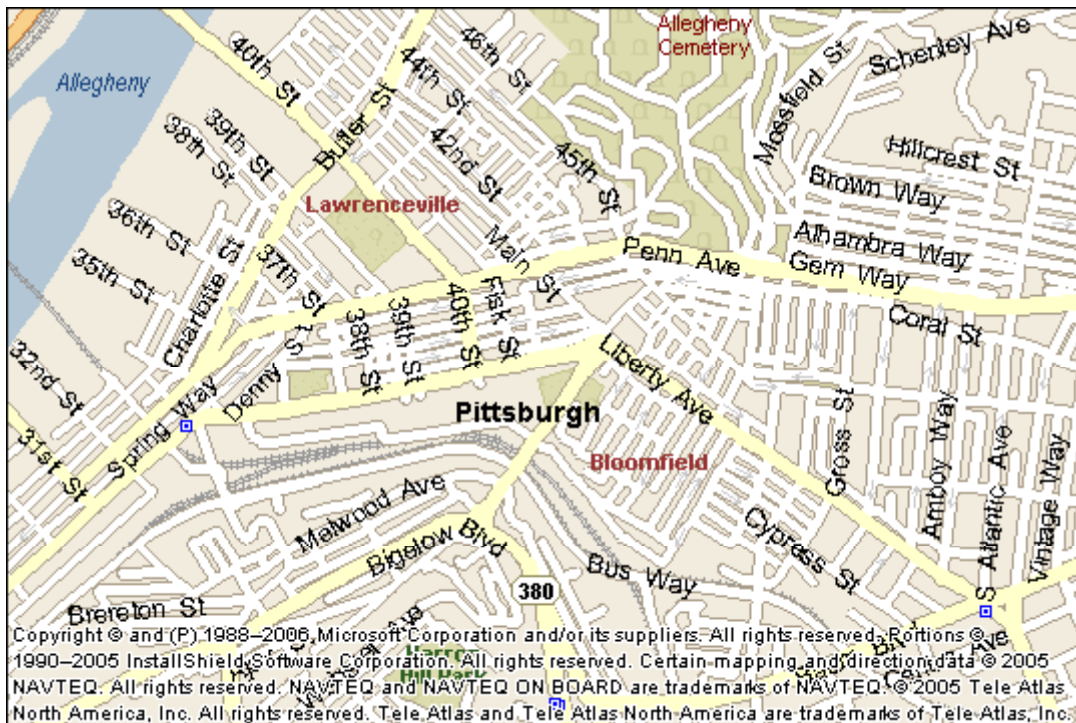 Allegheny
Cemetery
Schenley Ave
Mossfield St
Allegheny
40th St
44th St
46th St
Butler St
39th St
38th St
42nd St
45th St
Hillcrest St
Brown Way
Lawrenceville
36th St
35th St
37th St
Main St
Alhambra Way
Penn Ave
Gem Way
Charlotte St
38th St
39th St
40th St
Fisk St
Coral St
32nd St
Denny
Liberty Ave
Spring Way
Pittsburgh
31st St
Bloomfield
Gross St
Amboy Way
S Atlantic Ave
Vintage Way
Melwood Ave
Bigelow Blvd
Cypress St
Bus Way
380
Brereton St
Copyright © and (P) 1988–2006 Microsoft Corporation and/or its suppliers. All rights reserved. Portions ©
1990–2005 InstallShield Software Corporation. All rights reserved. Certain mapping and direction data © 2005
NAVTEQ. All rights reserved. NAVTEQ and NAVTEQ ON BOARD are trademarks of NAVTEQ. © 2005 Tele Atlas
North America, Inc. All rights reserved. Tele Atlas and Tele Atlas North America are trademarks of Tele Atlas, Inc.